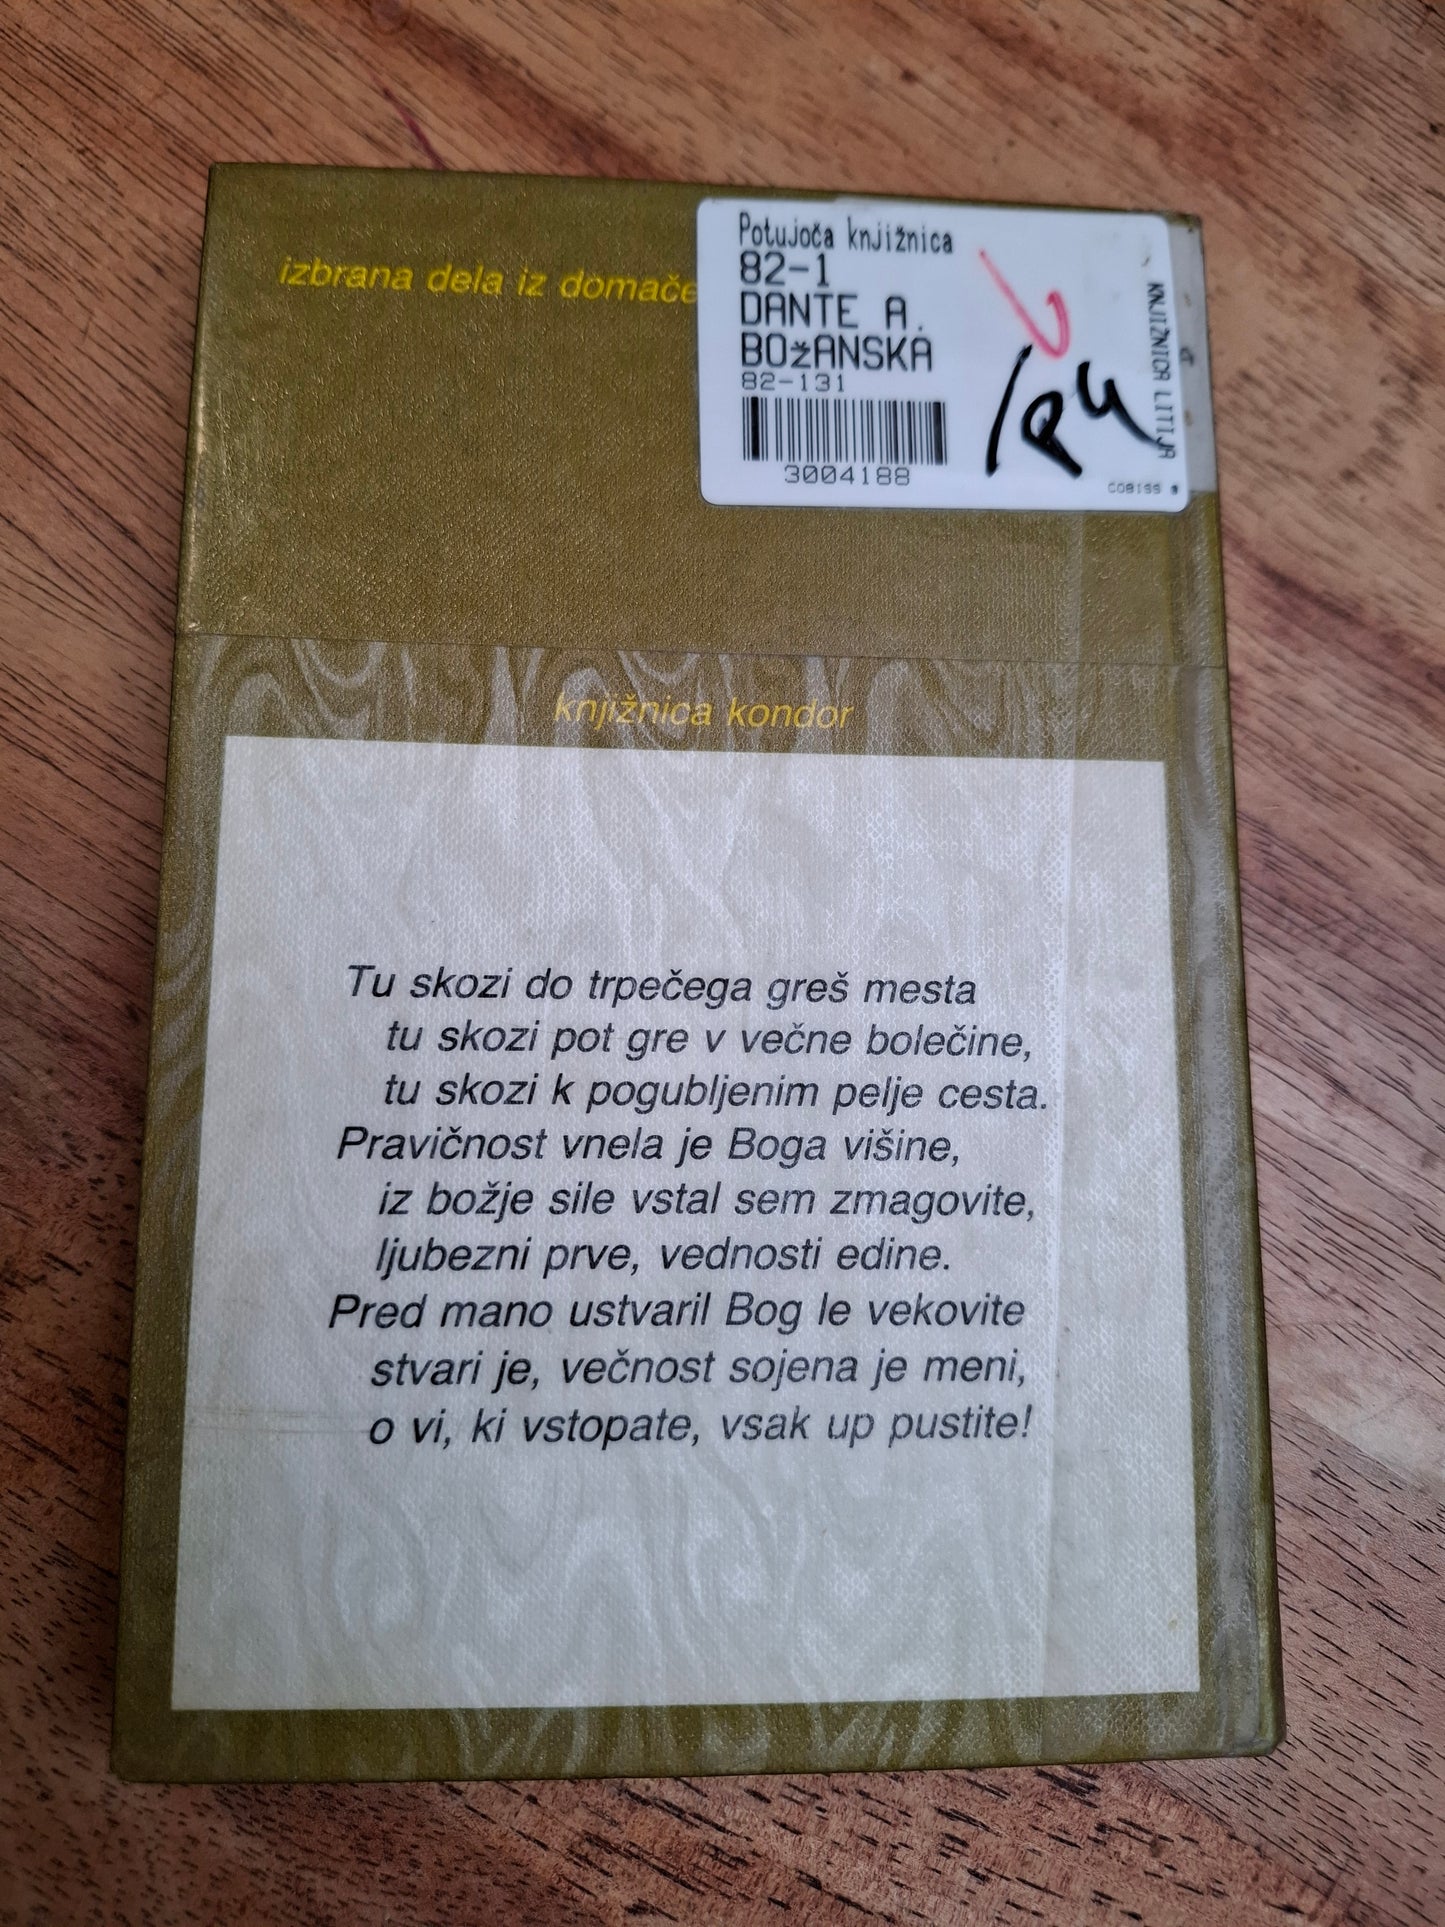 izbrana dela iz domače
Potujoča knjižnica
82-1
DANTE A.
BOžANSKA
82-131
3004188
KNJIŽNICA LITIJA
COBISS
knjižnica kondor
Tu skozi do trpečega greš mesta
tu skozi pot gre v večne bolečine,
tu skozi k pogubljenim pelje cesta.
Pravičnost vnela je Boga višine,
iz božje sile vstal sem zmagovite,
ljubezni prve, vednosti edine.
Pred mano ustvaril Bog le vekovite
stvari je, večnost sojena je meni,
o vi, ki vstopate, vsak up pustite!